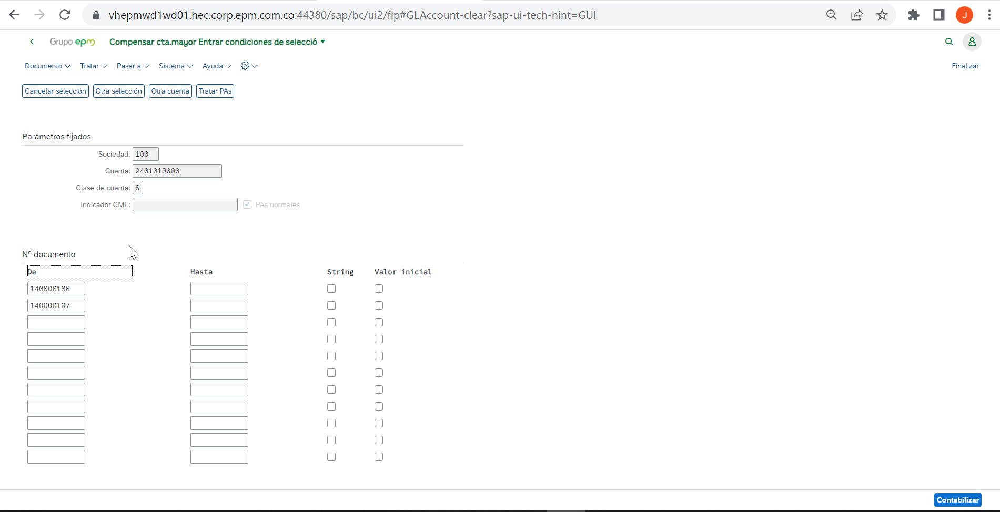 vhepmwd1wd01.hec.corp.epm.com.co:44380/sap/bc/ui2/flp#GLAccount-clear?sap-ui-tech-hint=GUI
J
Grupo·epm
Compensar cta.mayor Entrar condiciones de selecció
Documento
Tratar
Pasar a
Sistema
Ayuda
Finalizar
Cancelar selección
Otra selección
Otra cuenta
Tratar PAs
Parámetros fijados
Sociedad: 100
Cuenta: 2401010000
Clase de cuenta: S
Indicador CME:
PAs normales
Nº documento
De
Hasta
String
Valor inicial
140000106
140000107
Contabilizar